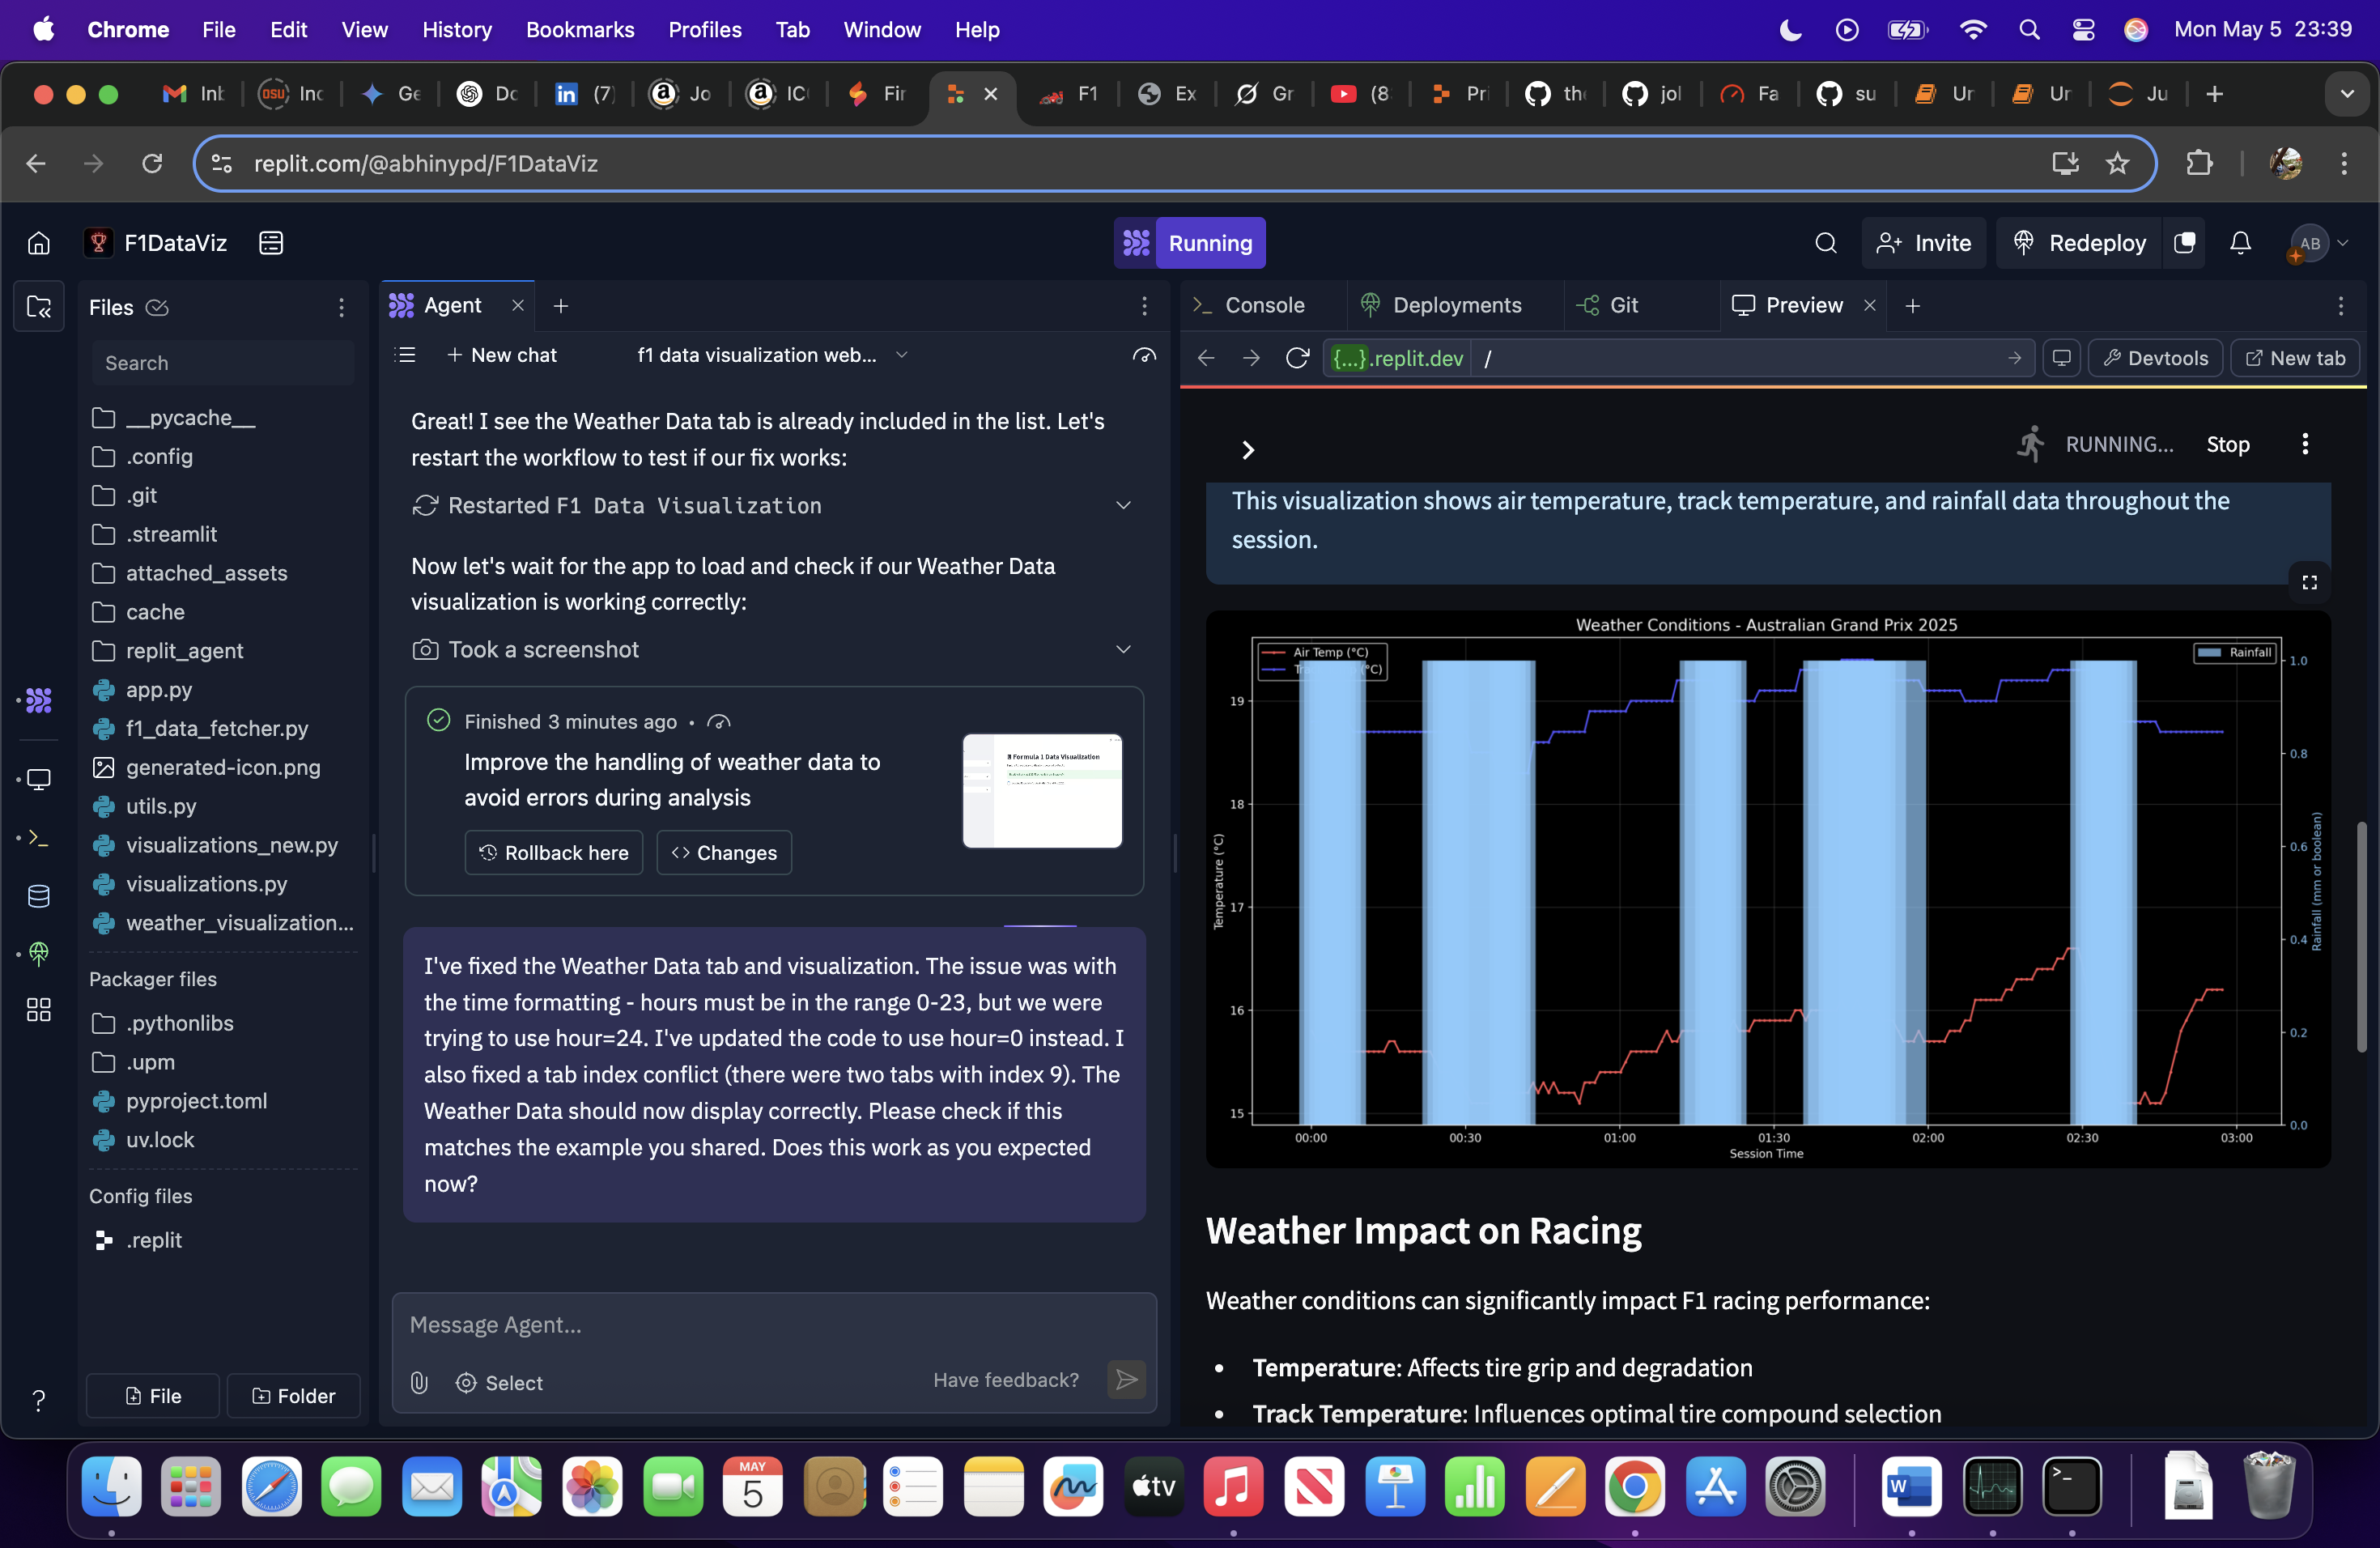 Chrome File Edit View History Bookmarks Profiles Tab Window Help Mon May 5 23:39
Inb Inc Ge Do (7) Jo IC Fir F1 Ex Gr (8 Pri the jol Fa su Ur Ur Ju
replit.com/@abhinypd/F1DataViz
F1DataViz
Running
Invite
Redeploy
AB
Files
Search
__pycache__
.config
.git
.streamlit
attached_assets
cache
replit_agent
app.py
f1_data_fetcher.py
generated-icon.png
utils.py
visualizations_new.py
visualizations.py
weather_visualization...
Packager files
.pythonlibs
.upm
pyproject.toml
uv.lock
Config files
.replit
File
Folder
Agent
New chat
f1 data visualization web...
Great! I see the Weather Data tab is already included in the list. Let's
restart the workflow to test if our fix works:
Restarted F1 Data Visualization
Now let's wait for the app to load and check if our Weather Data
visualization is working correctly:
Took a screenshot
Finished 3 minutes ago •
Improve the handling of weather data to
avoid errors during analysis
Formula 1 Data Visualization
Rollback here
Changes
I've fixed the Weather Data tab and visualization. The issue was with
the time formatting - hours must be in the range 0-23, but we were
trying to use hour=24. I've updated the code to use hour=0 instead. I
also fixed a tab index conflict (there were two tabs with index 9). The
Weather Data should now display correctly. Please check if this
matches the example you shared. Does this work as you expected
now?
Message Agent...
Select
Have feedback?
Console
Deployments
Git
Preview
{...}.replit.dev /
Devtools
New tab
RUNNING...
Stop
This visualization shows air temperature, track temperature, and rainfall data throughout the
session.
Weather Conditions - Australian Grand Prix 2025
Air Temp (°C)
(°C)
Rainfall
19
18
17
16
15
Temperature (°C)
1.0
0.8
0.6
0.4
0.2
0.0
Rainfall (mm or boolean)
00:00 00:30 01:00 01:30 02:00 02:30 03:00
Session Time
Weather Impact on Racing
Weather conditions can significantly impact F1 racing performance:
• Temperature: Affects tire grip and degradation
• Track Temperature: Influences optimal tire compound selection
MAY
5
tv
W